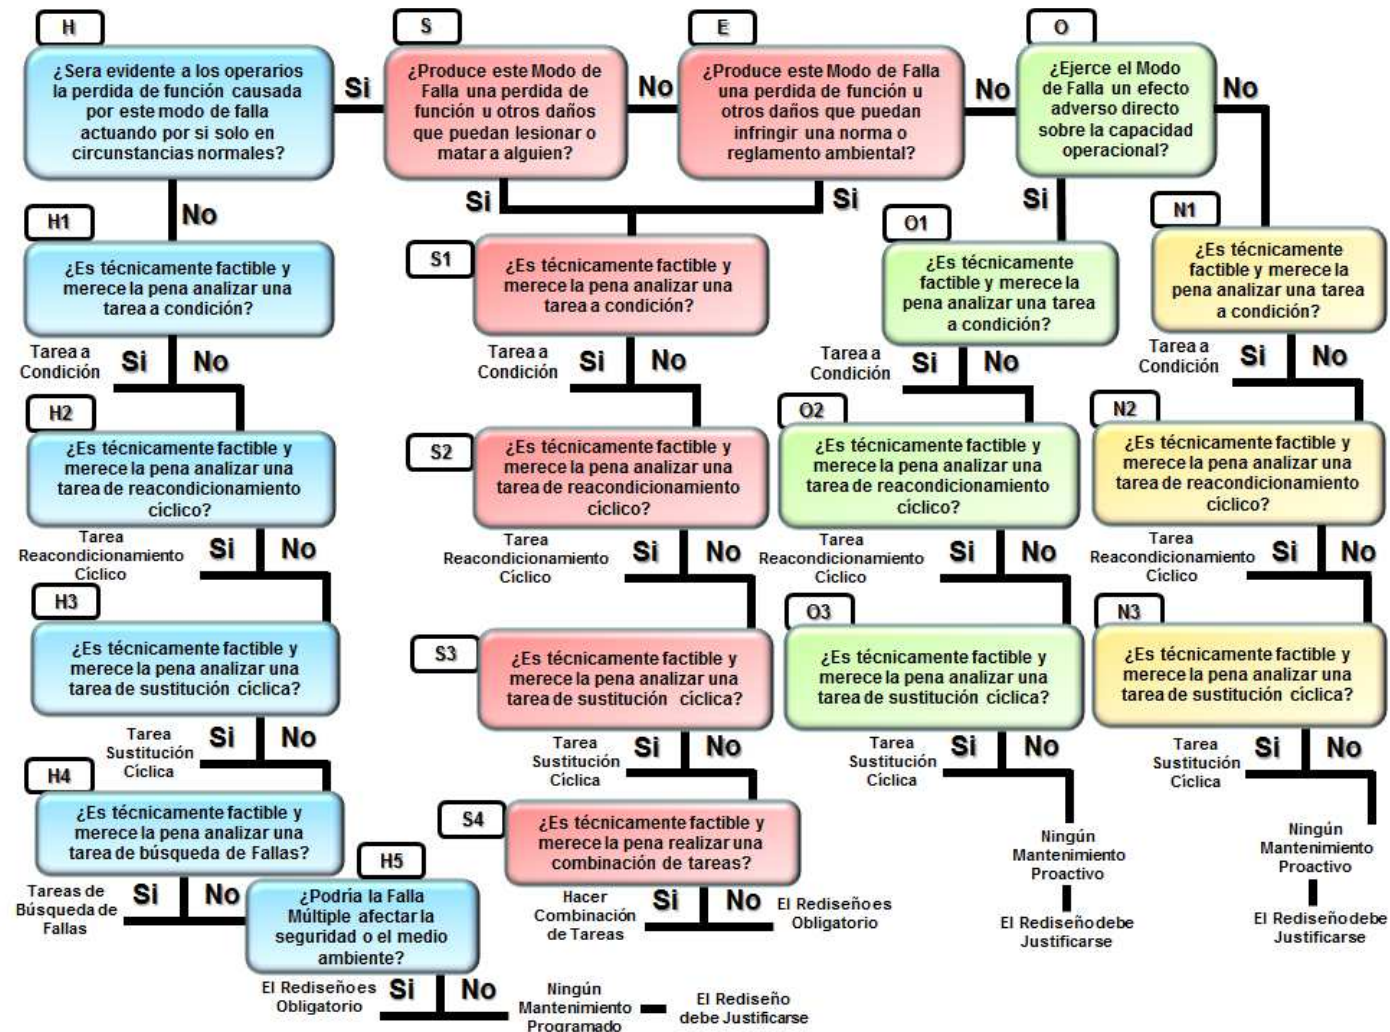 H
¿Sera evidente a los operarios
la perdida de función causada
por este modo de falla
actuando por si solo en
circunstancias normales?
Si
S
¿Produce este Modo de
Falla una perdida de
función u otros daños
que puedan lesionar o
matar a alguien?
No
E
¿Produce este Modo de Falla
una perdida de función u
otros daños que puedan
infringir una norma o
reglamento ambiental?
No
O
¿Ejerce el Modo
de Falla un efecto
adverso directo
sobre la capacidad
operacional?
No
No
Si
Si
Si
H1
¿Es técnicamente factible y
merece la pena analizar una
tarea a condición?
Tarea a
Condición
Si
No
H2
¿Es técnicamente factible y
merece la pena analizar una
tarea de reacondicionamiento
cíclico?
Tarea
Reacondicionamiento
Cíclico
Si
No
H3
¿Es técnicamente factible y
merece la pena analizar una
tarea de sustitución cíclica?
Tarea
Sustitución
Cíclica
Si
No
H4
¿Es técnicamente factible y
merece la pena analizar una
tarea de búsqueda de Fallas?
Tareas de
Búsqueda de
Fallas
Si
No
H5
¿Podría la Falla
Múltiple afectar la
seguridad o el medio
ambiente?
El Rediseño es
Obligatorio
Si
No
Ningún
Mantenimiento
Programado
El Rediseño
debe Justificarse
S1
¿Es técnicamente factible y
merece la pena analizar una
tarea a condición?
Tarea a
Condición
Si
No
S2
¿Es técnicamente factible y
merece la pena analizar una
tarea de reacondicionamiento
cíclico?
Tarea
Reacondicionamiento
Cíclico
Si
No
S3
¿Es técnicamente factible y
merece la pena analizar una
tarea de sustitución cíclica?
Tarea
Sustitución
Cíclica
Si
No
S4
¿Es técnicamente factible y
merece la pena realizar una
combinación de tareas?
Hacer
Combinación
de Tareas
Si
No
El Rediseño es
Obligatorio
O1
¿Es técnicamente
factible y merece la
pena analizar una tarea
a condición?
Tarea a
Condición
Si
No
O2
¿Es técnicamente factible y
merece la pena analizar una
tarea de reacondicionamiento
cíclico?
Tarea
Reacondicionamiento
Cíclico
Si
No
O3
¿Es técnicamente factible y
merece la pena analizar una
tarea de sustitución cíclica?
Tarea
Sustitución
Cíclica
Si
No
Ningún
Mantenimiento
Proactivo
El Rediseño debe
Justificarse
N1
¿Es técnicamente
factible y merece la
pena analizar una tarea
a condición?
Tarea a
Condición
Si
No
N2
¿Es técnicamente factible y
merece la pena analizar una
tarea de reacondicionamiento
cíclico?
Tarea
Reacondicionamiento
Cíclico
Si
No
N3
¿Es técnicamente factible y
merece la pena analizar una
tarea de sustitución cíclica?
Tarea
Sustitución
Cíclica
Si
No
Ningún
Mantenimiento
Proactivo
El Rediseño debe
Justificarse